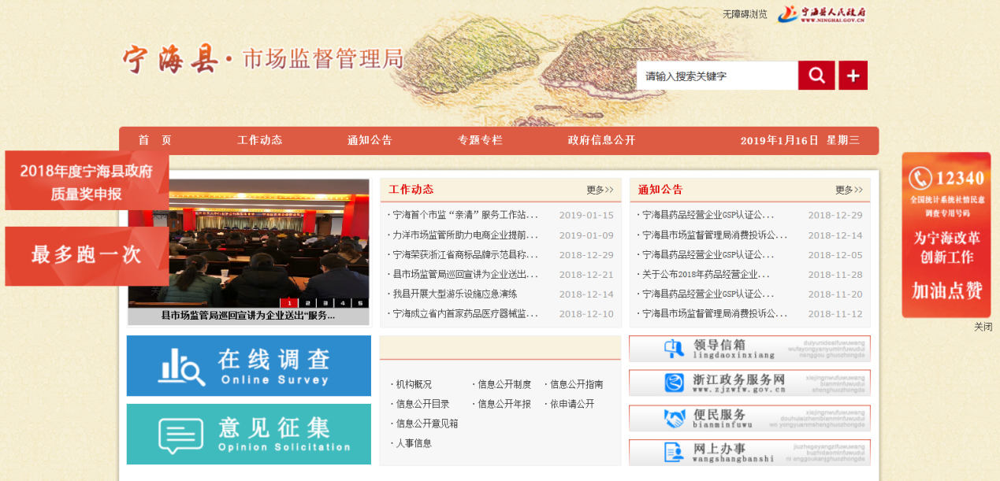 无障碍浏览
宁海县人民政府
WWW.NINGHAI.GOV.CN
宁海县·市场监督管理局
请输入搜索关键字
首 页 工作动态 通知公告 专题专栏 政府信息公开 2019年1月16日 星期三
2018年度宁海县政府
质量奖申报
最多跑一次
1 2 3 4 5
县市场监管局巡回宣讲为企业送出“服务...
工作动态 更多>>
·宁海首个市监“亲清”服务工作站... 2019-01-15
·力洋市场监管所助力电商企业提前... 2019-01-09
·宁海荣获浙江省商标品牌示范县称... 2018-12-29
·县市场监管局巡回宣讲为企业送出... 2018-12-21
·我县开展大型游乐设施应急演练 2018-12-14
·宁海成立省内首家药品医疗器械监... 2018-12-10
通知公告 更多>>
·宁海县药品经营企业GSP认证公... 2018-12-29
·宁海县市场监督管理局消费投诉公... 2018-12-14
·宁海县药品经营企业GSP认证公... 2018-12-05
·关于公布2018年药品经营企业... 2018-11-28
·宁海县药品经营企业GSP认证公... 2018-11-20
·宁海县市场监督管理局消费投诉公... 2018-11-12
12340
全国统计系统社情民意
调查专用号码
为宁海改革
创新工作
加油点赞
关闭
在线调查
Online Survey
意见征集
Opinion Solicitation
·机构概况 ·信息公开制度 ·信息公开指南
·信息公开目录 ·信息公开年报 ·依申请公开
·信息公开意见箱
·人事信息
领导信箱
lingdaoxinxiang
浙江政务服务网
www.zjzwfw.gov.cn
便民服务
bianminfuwu
网上办事
wangshangbanshi